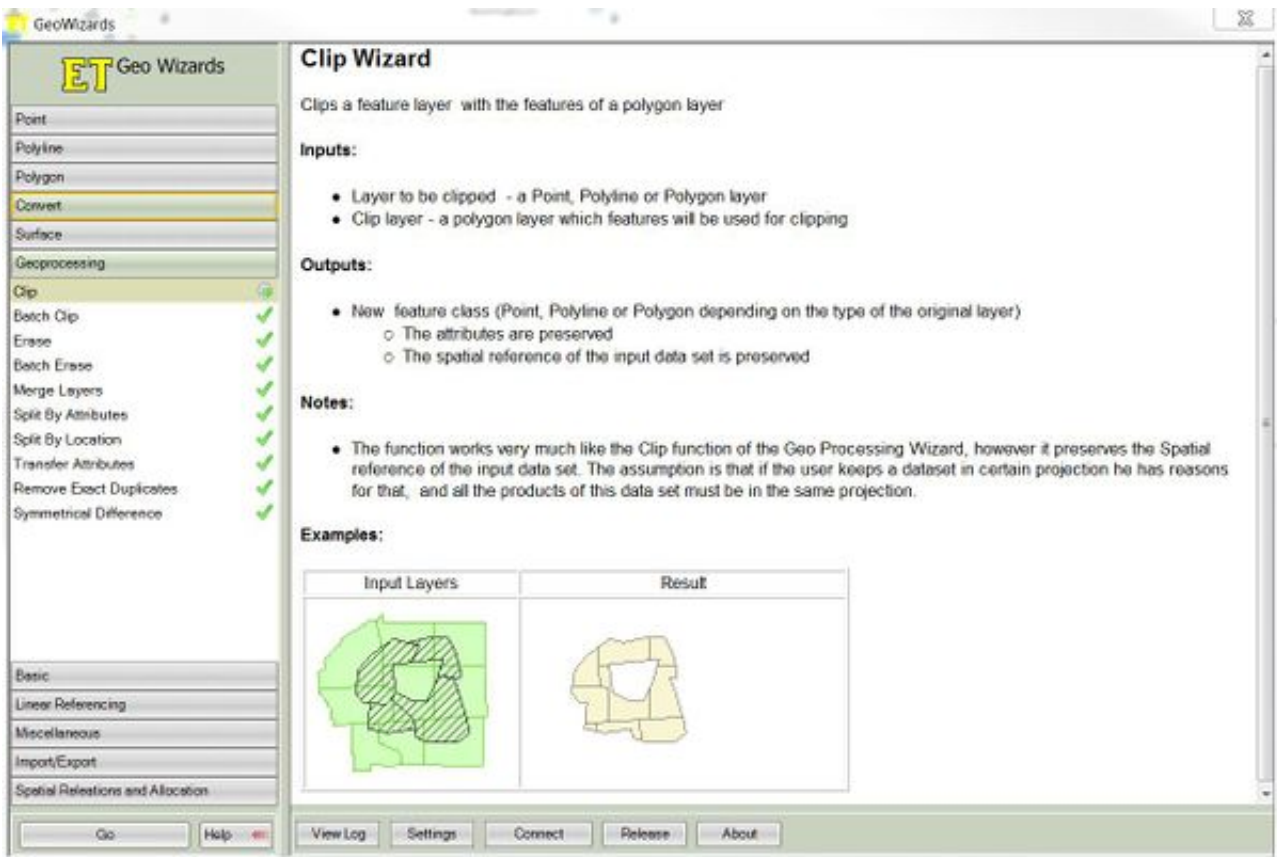 GeoWizards
ET Geo Wizards
Point
Polyline
Polygon
Convert
Surface
Geoprocessing
Clip
Batch Clip
Erase
Batch Erase
Merge Layers
Split By Attributes
Split By Location
Transfer Attributes
Remove Exact Duplicates
Symmetrical Difference
Basic
Linear Referencing
Miscellaneous
Import/Export
Spatial Releations and Allocation
Go
Help
Clip Wizard
Clips a feature layer with the features of a polygon layer
Inputs:
• Layer to be clipped - a Point, Polyline or Polygon layer
• Clip layer - a polygon layer which features will be used for clipping
Outputs:
• New feature class (Point, Polyline or Polygon depending on the type of the original layer)
○ The attributes are preserved
○ The spatial reference of the input data set is preserved
Notes:
• The function works very much like the Clip function of the Geo Processing Wizard, however it preserves the Spatial
reference of the input data set. The assumption is that if the user keeps a dataset in certain projection he has reasons
for that, and all the products of this data set must be in the same projection.
Examples:
Input Layers
Result
View Log
Settings
Connect
Release
About